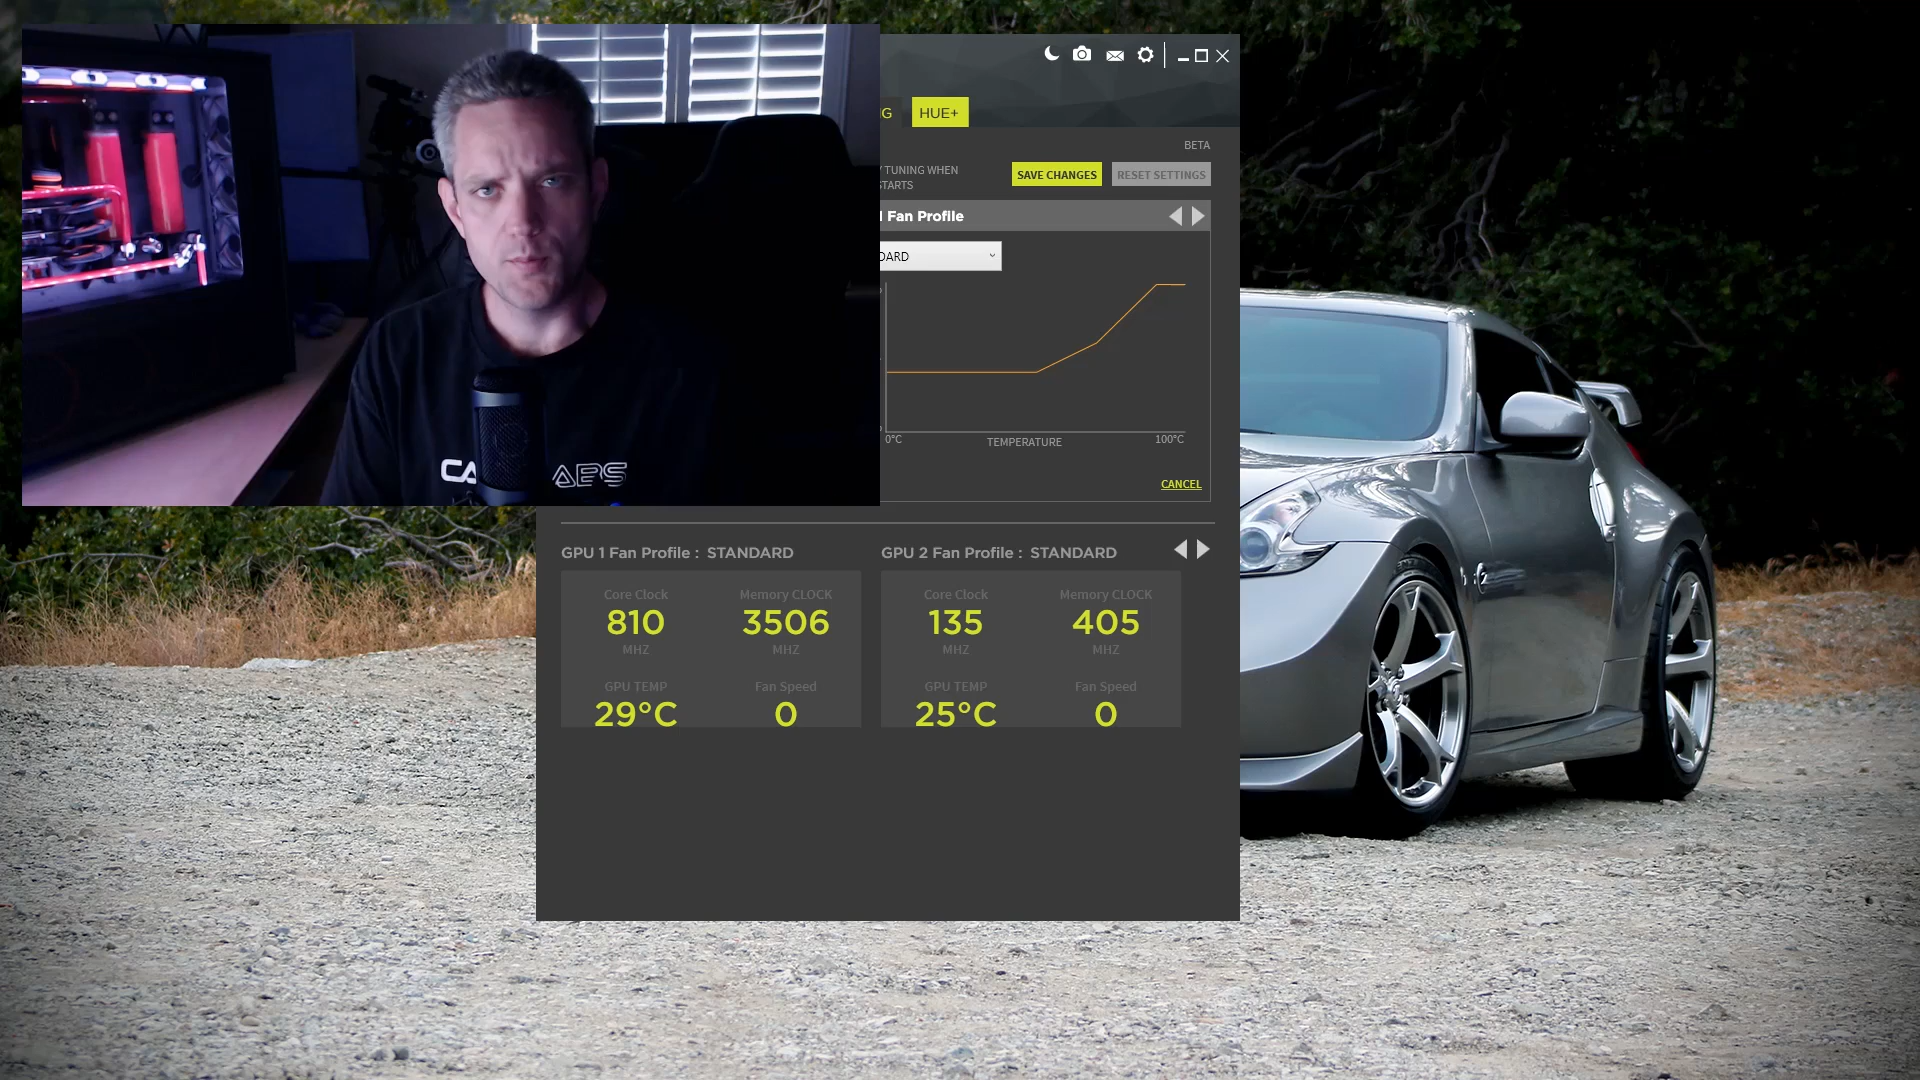 G HUE+
BETA
TUNING WHEN
STARTS
SAVE CHANGES RESET SETTINGS
Fan Profile
DARD
0°C TEMPERATURE 100°C
CANCEL
GPU 1 Fan Profile : STANDARD GPU 2 Fan Profile : STANDARD
Core Clock Memory CLOCK Core Clock Memory CLOCK
810 3506 135 405
MHZ MHZ MHZ MHZ
GPU TEMP Fan Speed GPU TEMP Fan Speed
29°C 0 25°C 0
CA ABS